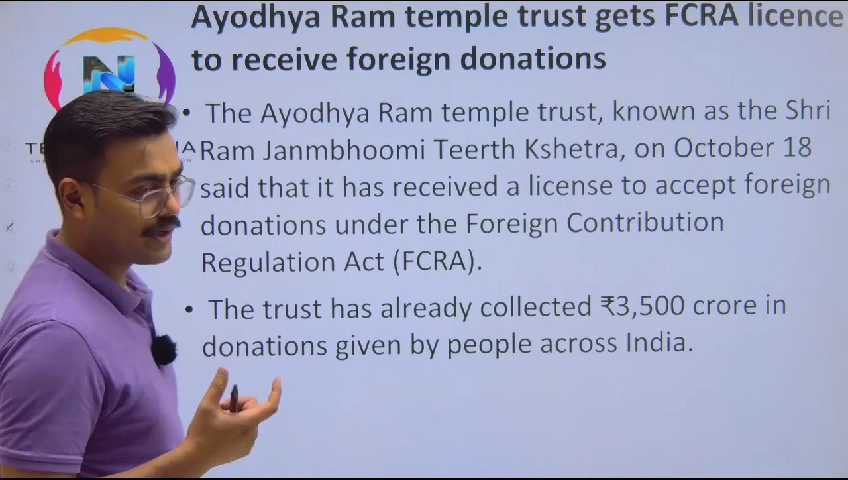 Ayodhya Ram temple trust gets FCRA licence
to receive foreign donations
• The Ayodhya Ram temple trust, known as the Shri
Ram Janmbhoomi Teerth Kshetra, on October 18
said that it has received a license to accept foreign
donations under the Foreign Contribution
Regulation Act (FCRA).
• The trust has already collected ₹3,500 crore in
donations given by people across India.